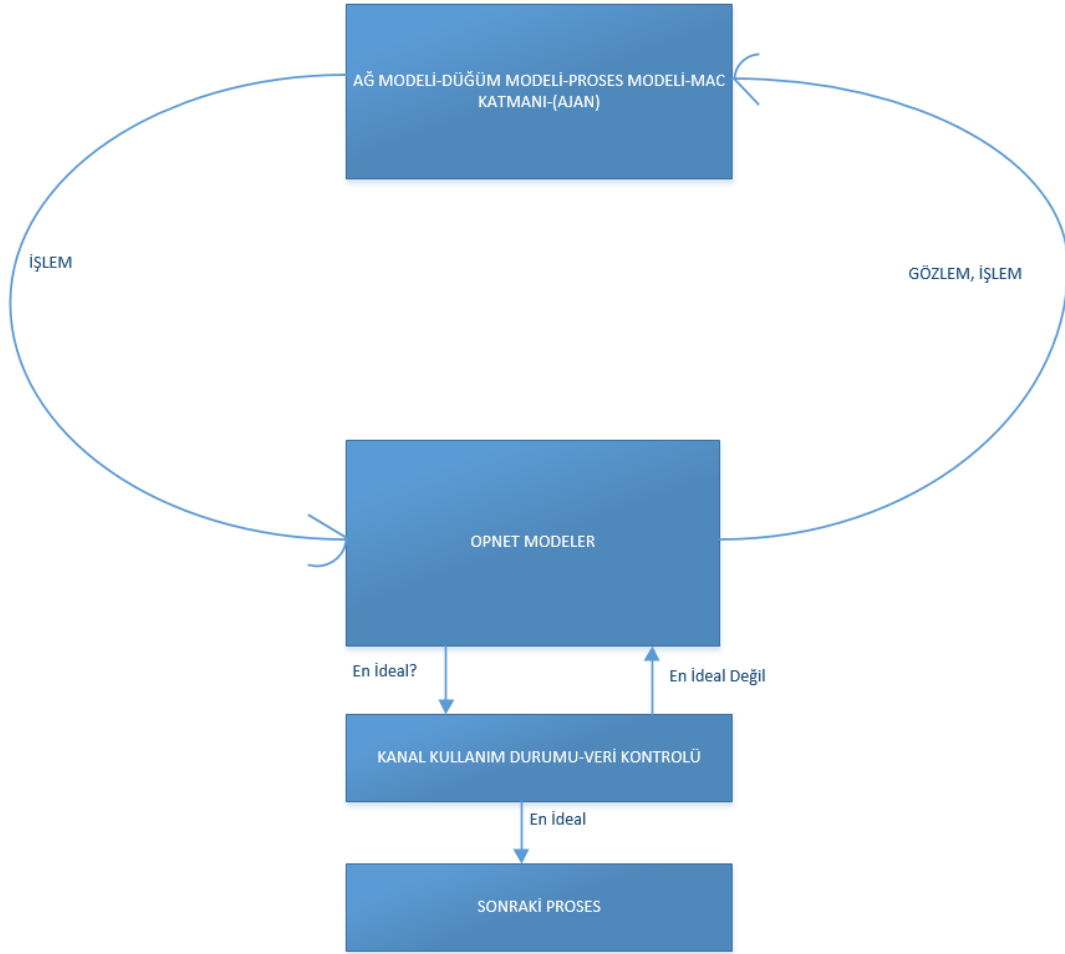 AĞ MODELİ-DÜĞÜM MODELİ-PROSES MODELİ-MAC
KATMANI-(AJAN)
İŞLEM
GÖZLEM, İŞLEM
OPNET MODELER
En İdeal?
En İdeal Değil
KANAL KULLANIM DURUMU-VERİ KONTROLÜ
En İdeal
SONRAKİ PROSES